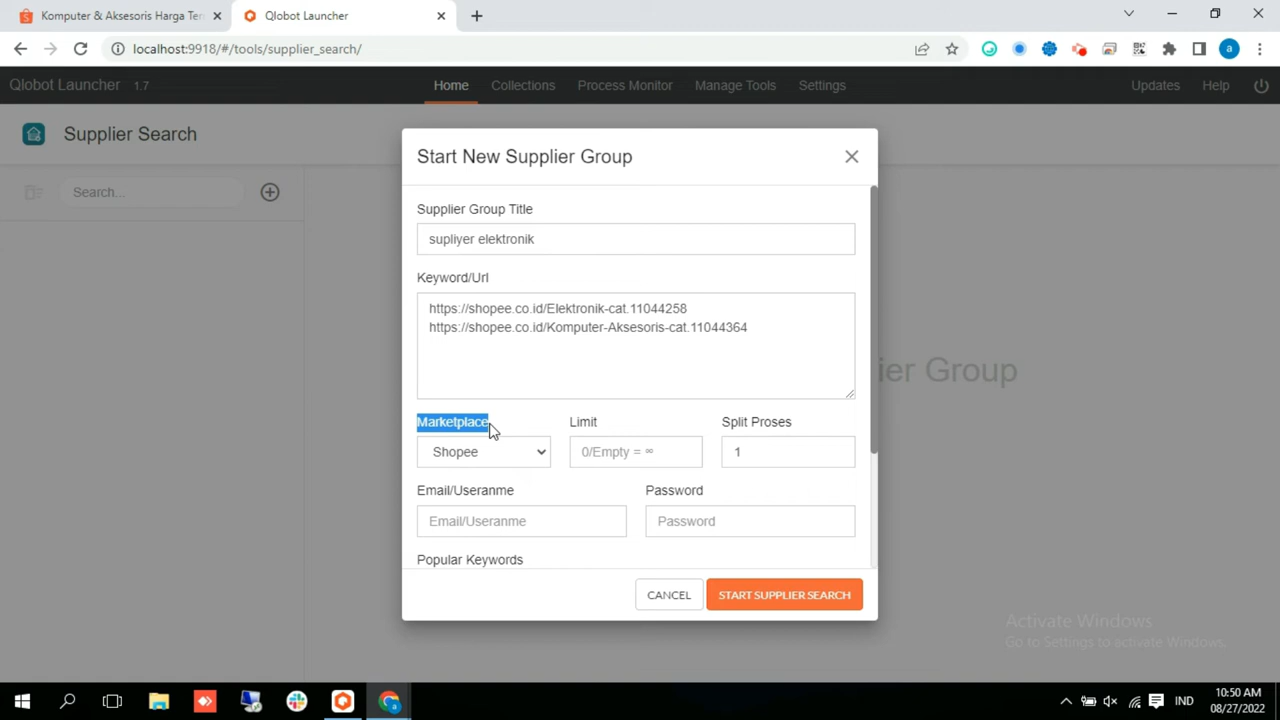 Komputer & Aksesoris Harga Ter
Qlobot Launcher
localhost:9918/#/tools/supplier_search/
a
Qlobot Launcher 1.7
Home
Collections
Process Monitor
Manage Tools
Settings
Updates
Help
Supplier Search
Search...
Start New Supplier Group
Supplier Group Title
supliyer elektronik
Keyword/Url
https://shopee.co.id/Elektronik-cat.11044258
https://shopee.co.id/Komputer-Aksesoris-cat.11044364
ier Group
Marketplace
Limit
Split Proses
Shopee
0/Empty = ∞
1
Email/Useranme
Password
Email/Useranme
Password
Popular Keywords
CANCEL
START SUPPLIER SEARCH
Activate Windows
Go to Settings to activate Windows.
IND
10:50 AM
08/27/2022